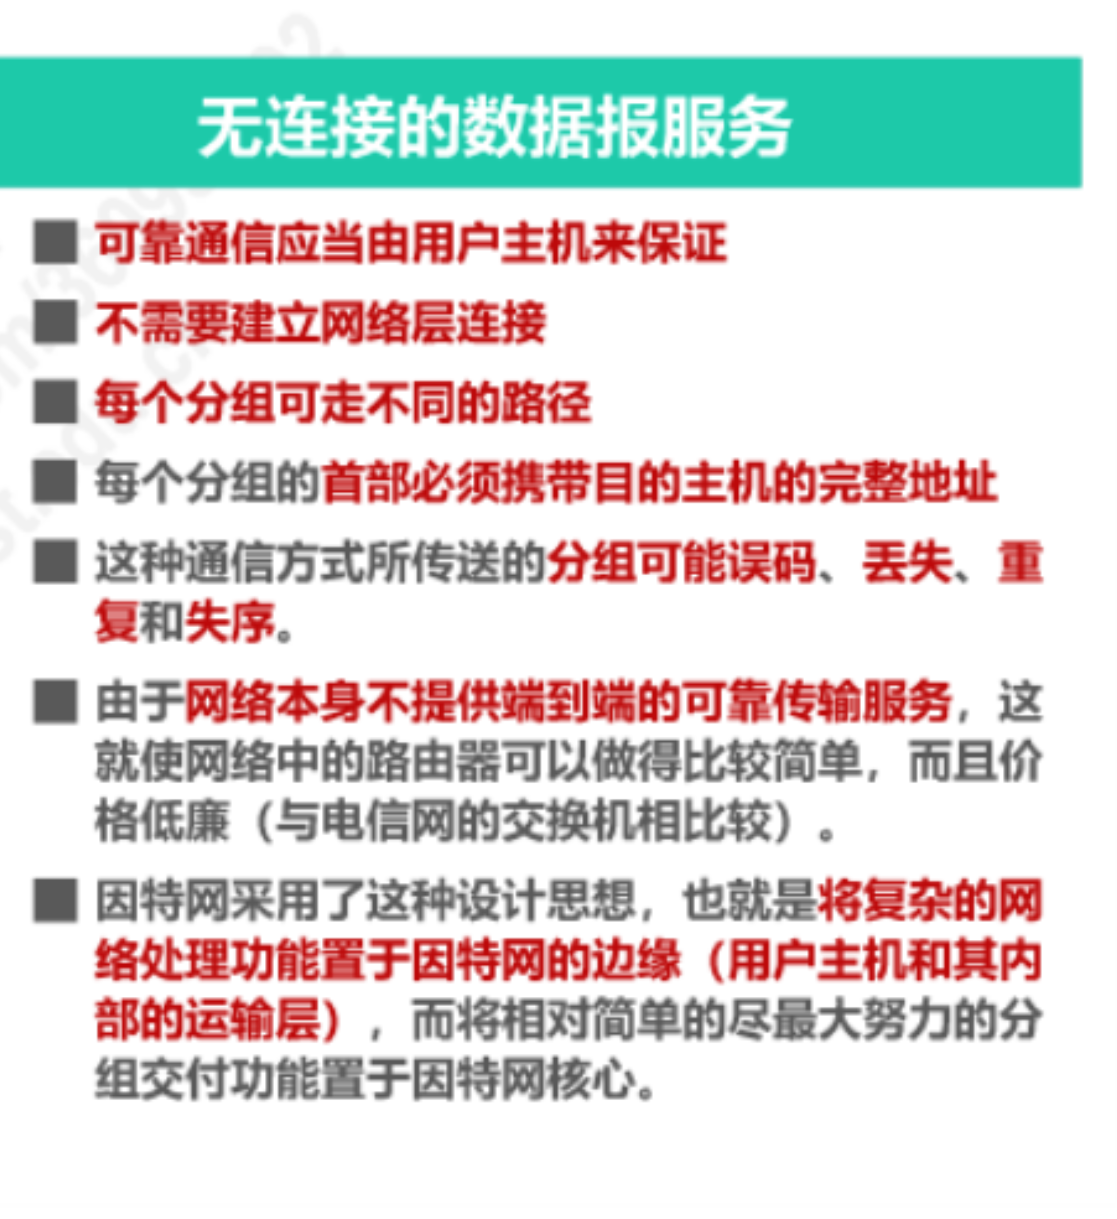 无连接的数据报服务
可靠通信应当由用户主机来保证
不需要建立网络层连接
每个分组可走不同的路径
每个分组的首部必须携带目的主机的完整地址
这种通信方式所传送的分组可能误码、丢失、重
复和失序。
由于网络本身不提供端到端的可靠传输服务，这
就使网络中的路由器可以做得比较简单，而且价
格低廉（与电信网的交换机相比较）。
因特网采用了这种设计思想，也就是将复杂的网
络处理功能置于因特网的边缘（用户主机和其内
部的运输层），而将相对简单的尽最大努力的分
组交付功能置于因特网核心。